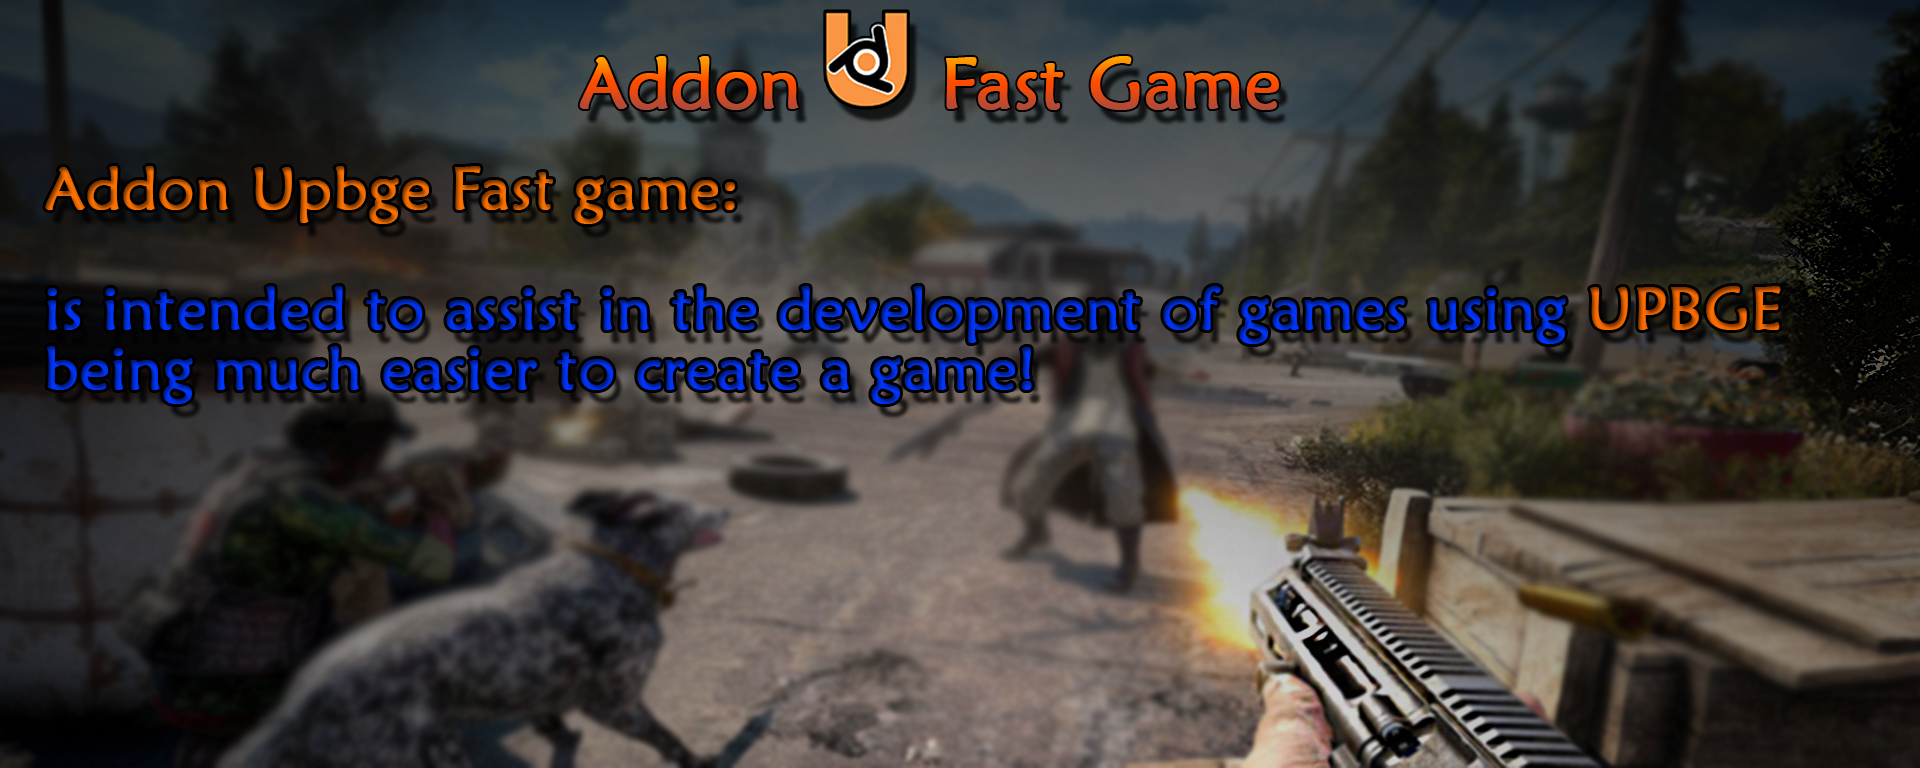 Addon U Fast Game
Addon Upbge Fast game:
is intended to assist in the development of games using UPBGE
being much easier to create a game!